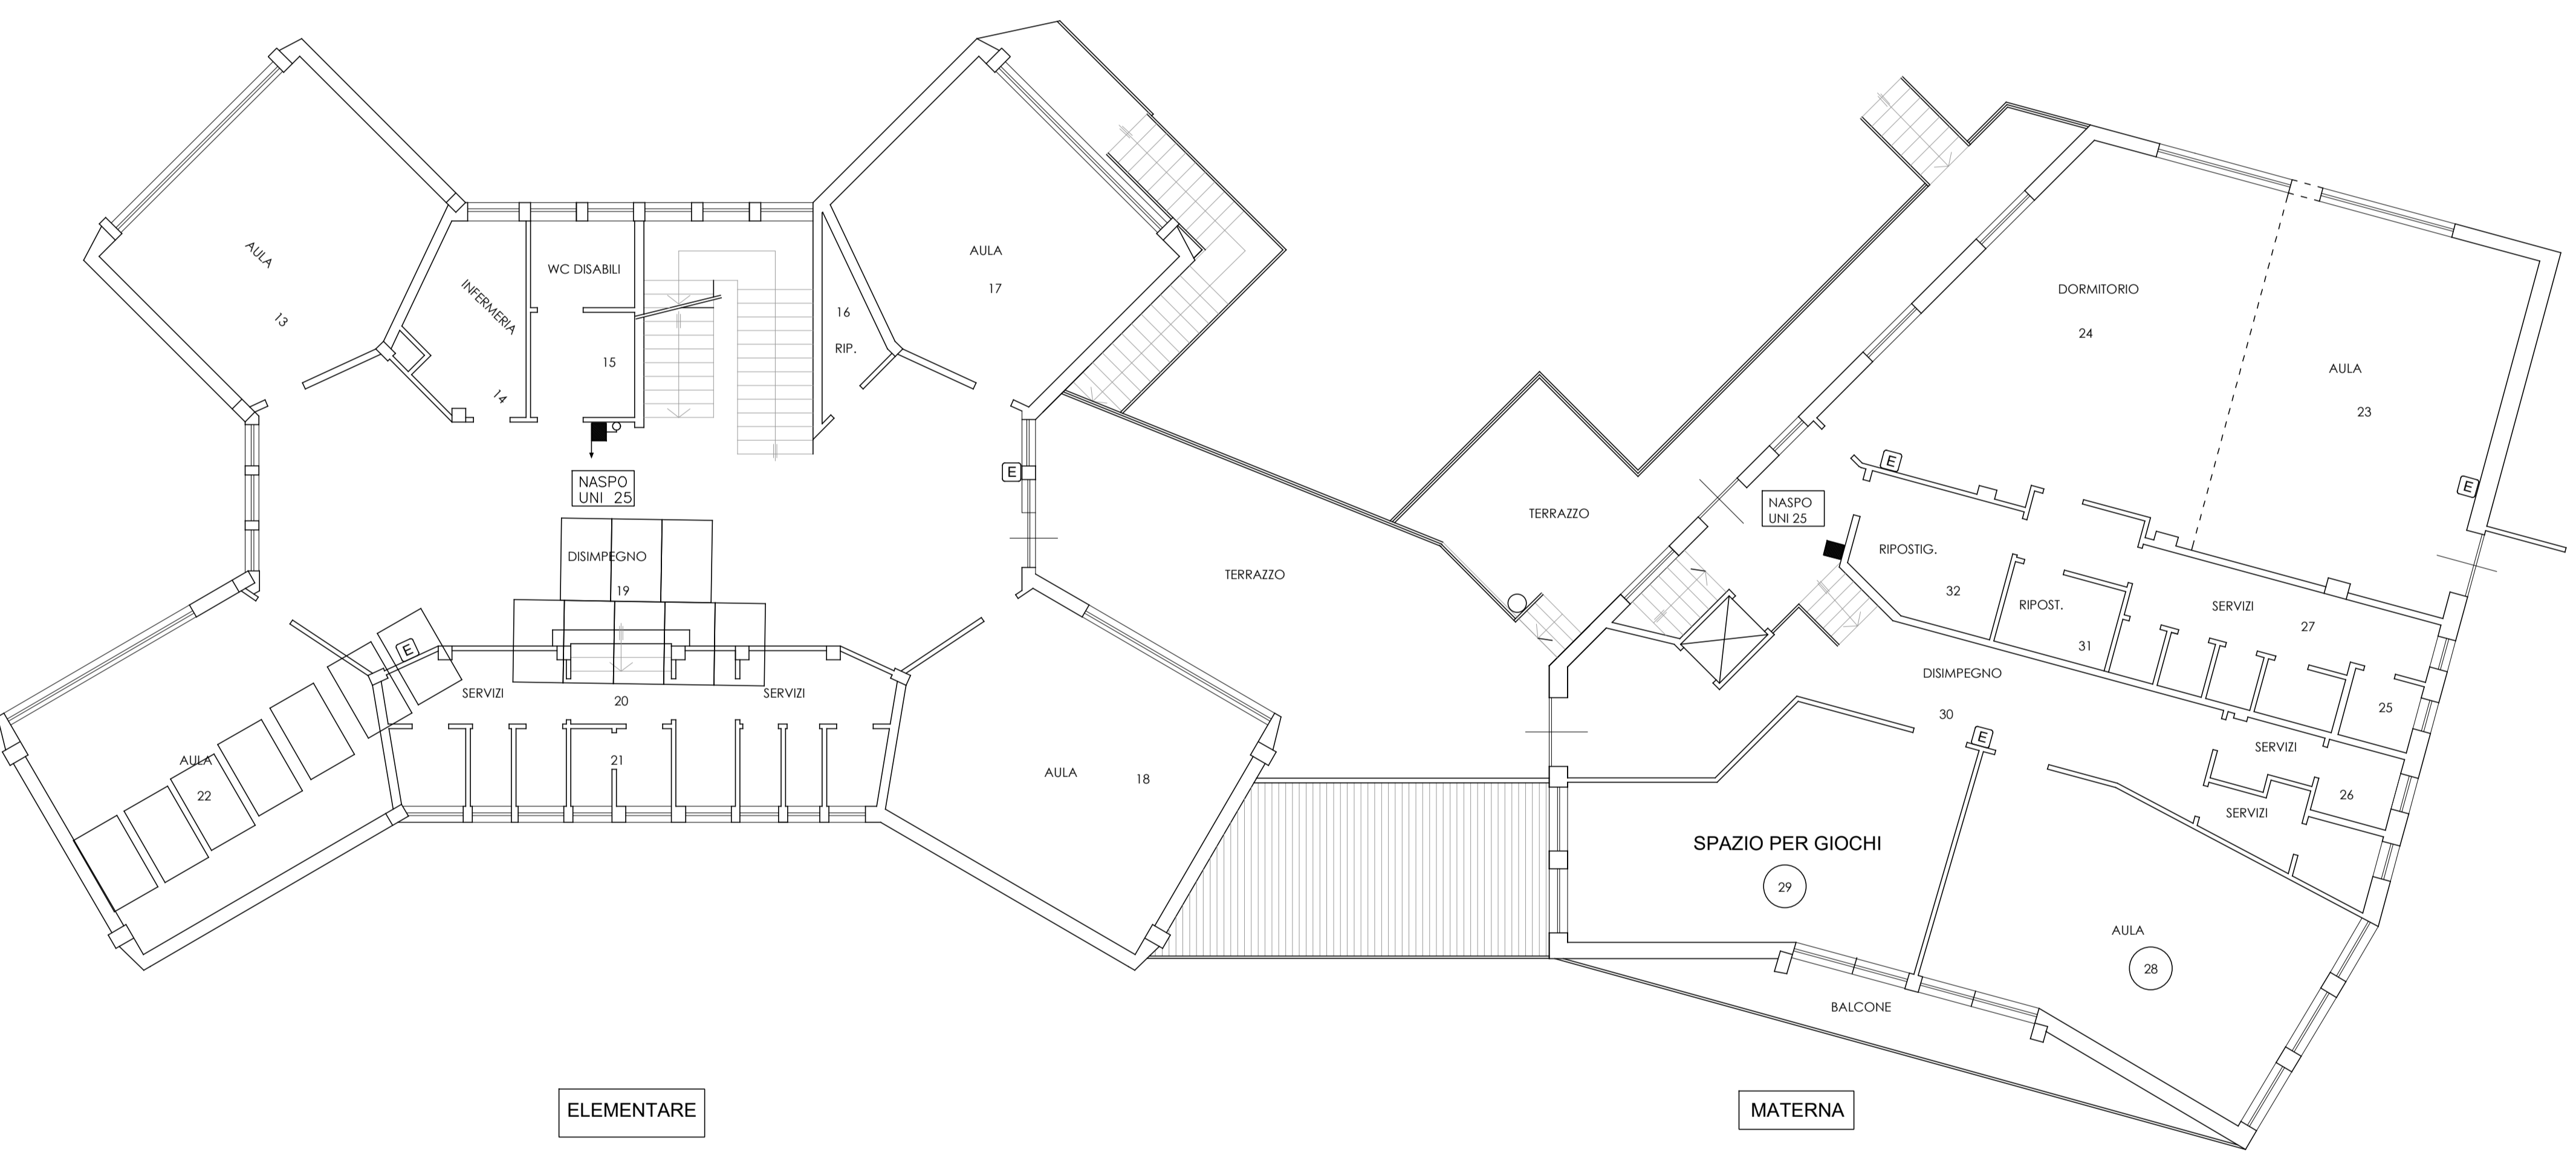 AULA
13
INFERMERIA
14
WC DISABILI
15
16
RIP.
AULA
17
E
NASPO
UNI 25
DISIMPEGNO
19
E
SERVIZI
20
SERVIZI
21
AULA
22
AULA
18
TERRAZZO
TERRAZZO
DORMITORIO
24
AULA
23
E
E
NASPO
UNI 25
RIPOSTIG.
32
RIPOST.
31
SERVIZI
27
25
DISIMPEGNO
30
E
SERVIZI
26
SERVIZI
SPAZIO PER GIOCHI
29
AULA
28
BALCONE
ELEMENTARE
MATERNA